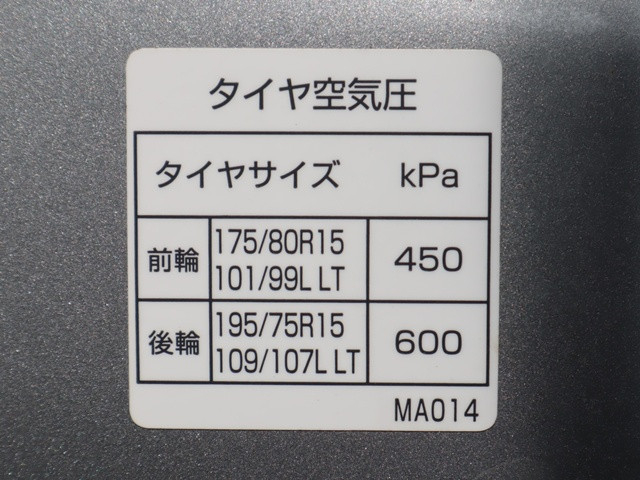 タイヤ空気圧
タイヤサイズ kPa
前輪 175/80R15 450
101/99L LT
後輪 195/75R15 600
109/107L LT
MA014